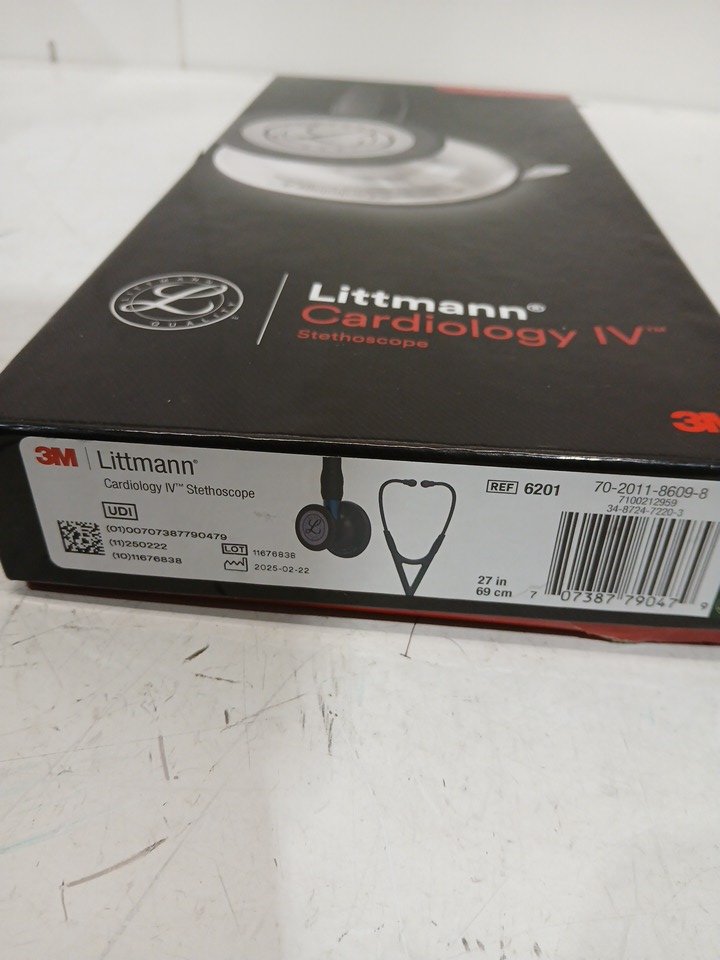 LITTMANN
QUALITY
Littmann®
Cardiology IV™
Stethoscope
3M
3M | Littmann®
Cardiology IV™ Stethoscope
UDI
(01)00707387790479
(11)250222
(10)11676838
LOT 11676838
2025-02-22
REF 6201
27 in
69 cm
70-2011-8609-8
7100212959
34-8724-7220-3
7 07387 79047 9